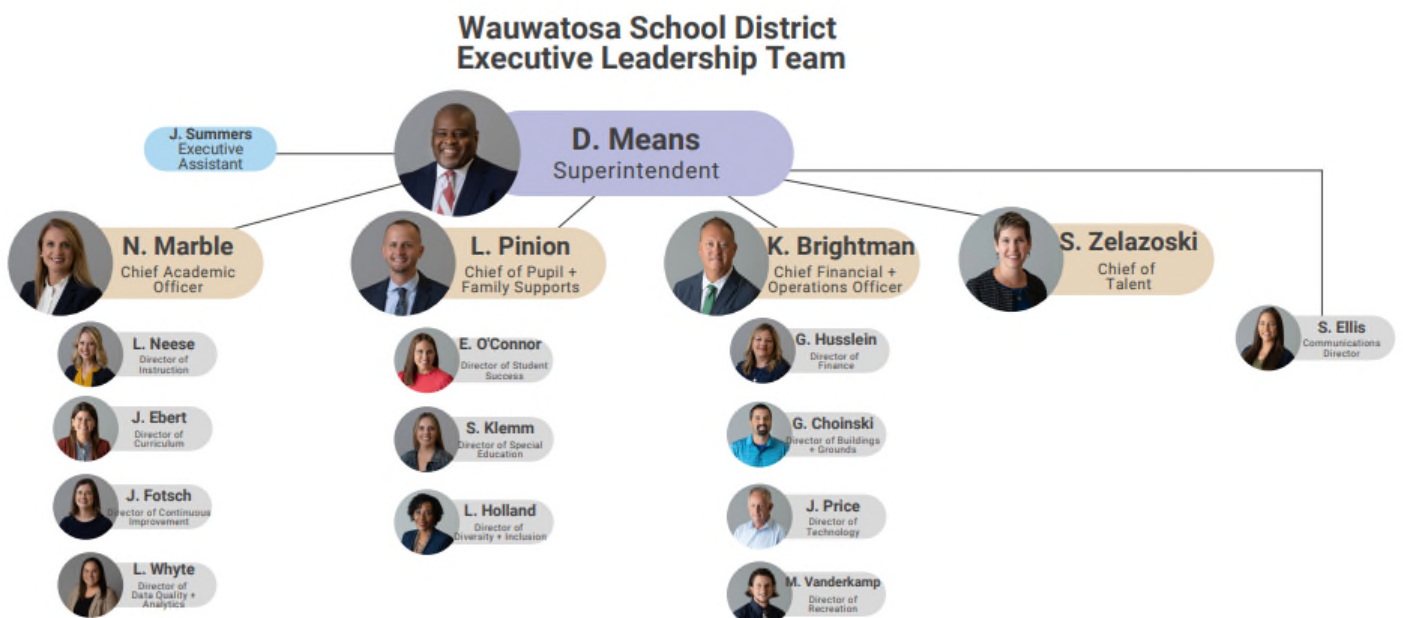 Wauwatosa School District
Executive Leadership Team
J. Summers
Executive
Assistant
D. Means
Superintendent
N. Marble
Chief Academic
Officer
L. Pinion
Chief of Pupil +
Family Supports
K. Brightman
Chief Financial +
Operations Officer
S. Zelazoski
Chief of
Talent
S. Ellis
Communications
Director
L. Neese
Director of
Instruction
J. Ebert
Director of
Curriculum
J. Fotsch
Director of Continuous
Improvement
L. Whyte
Director of
Data Quality +
Analytics
E. O'Connor
Director of Student
Success
S. Klemm
Director of Special
Education
L. Holland
Director of
Diversity + Inclusion
G. Husslein
Director of
Finance
G. Choinski
Director of Buildings
+ Grounds
J. Price
Director of
Technology
M. Vanderkamp
Director of
Recreation